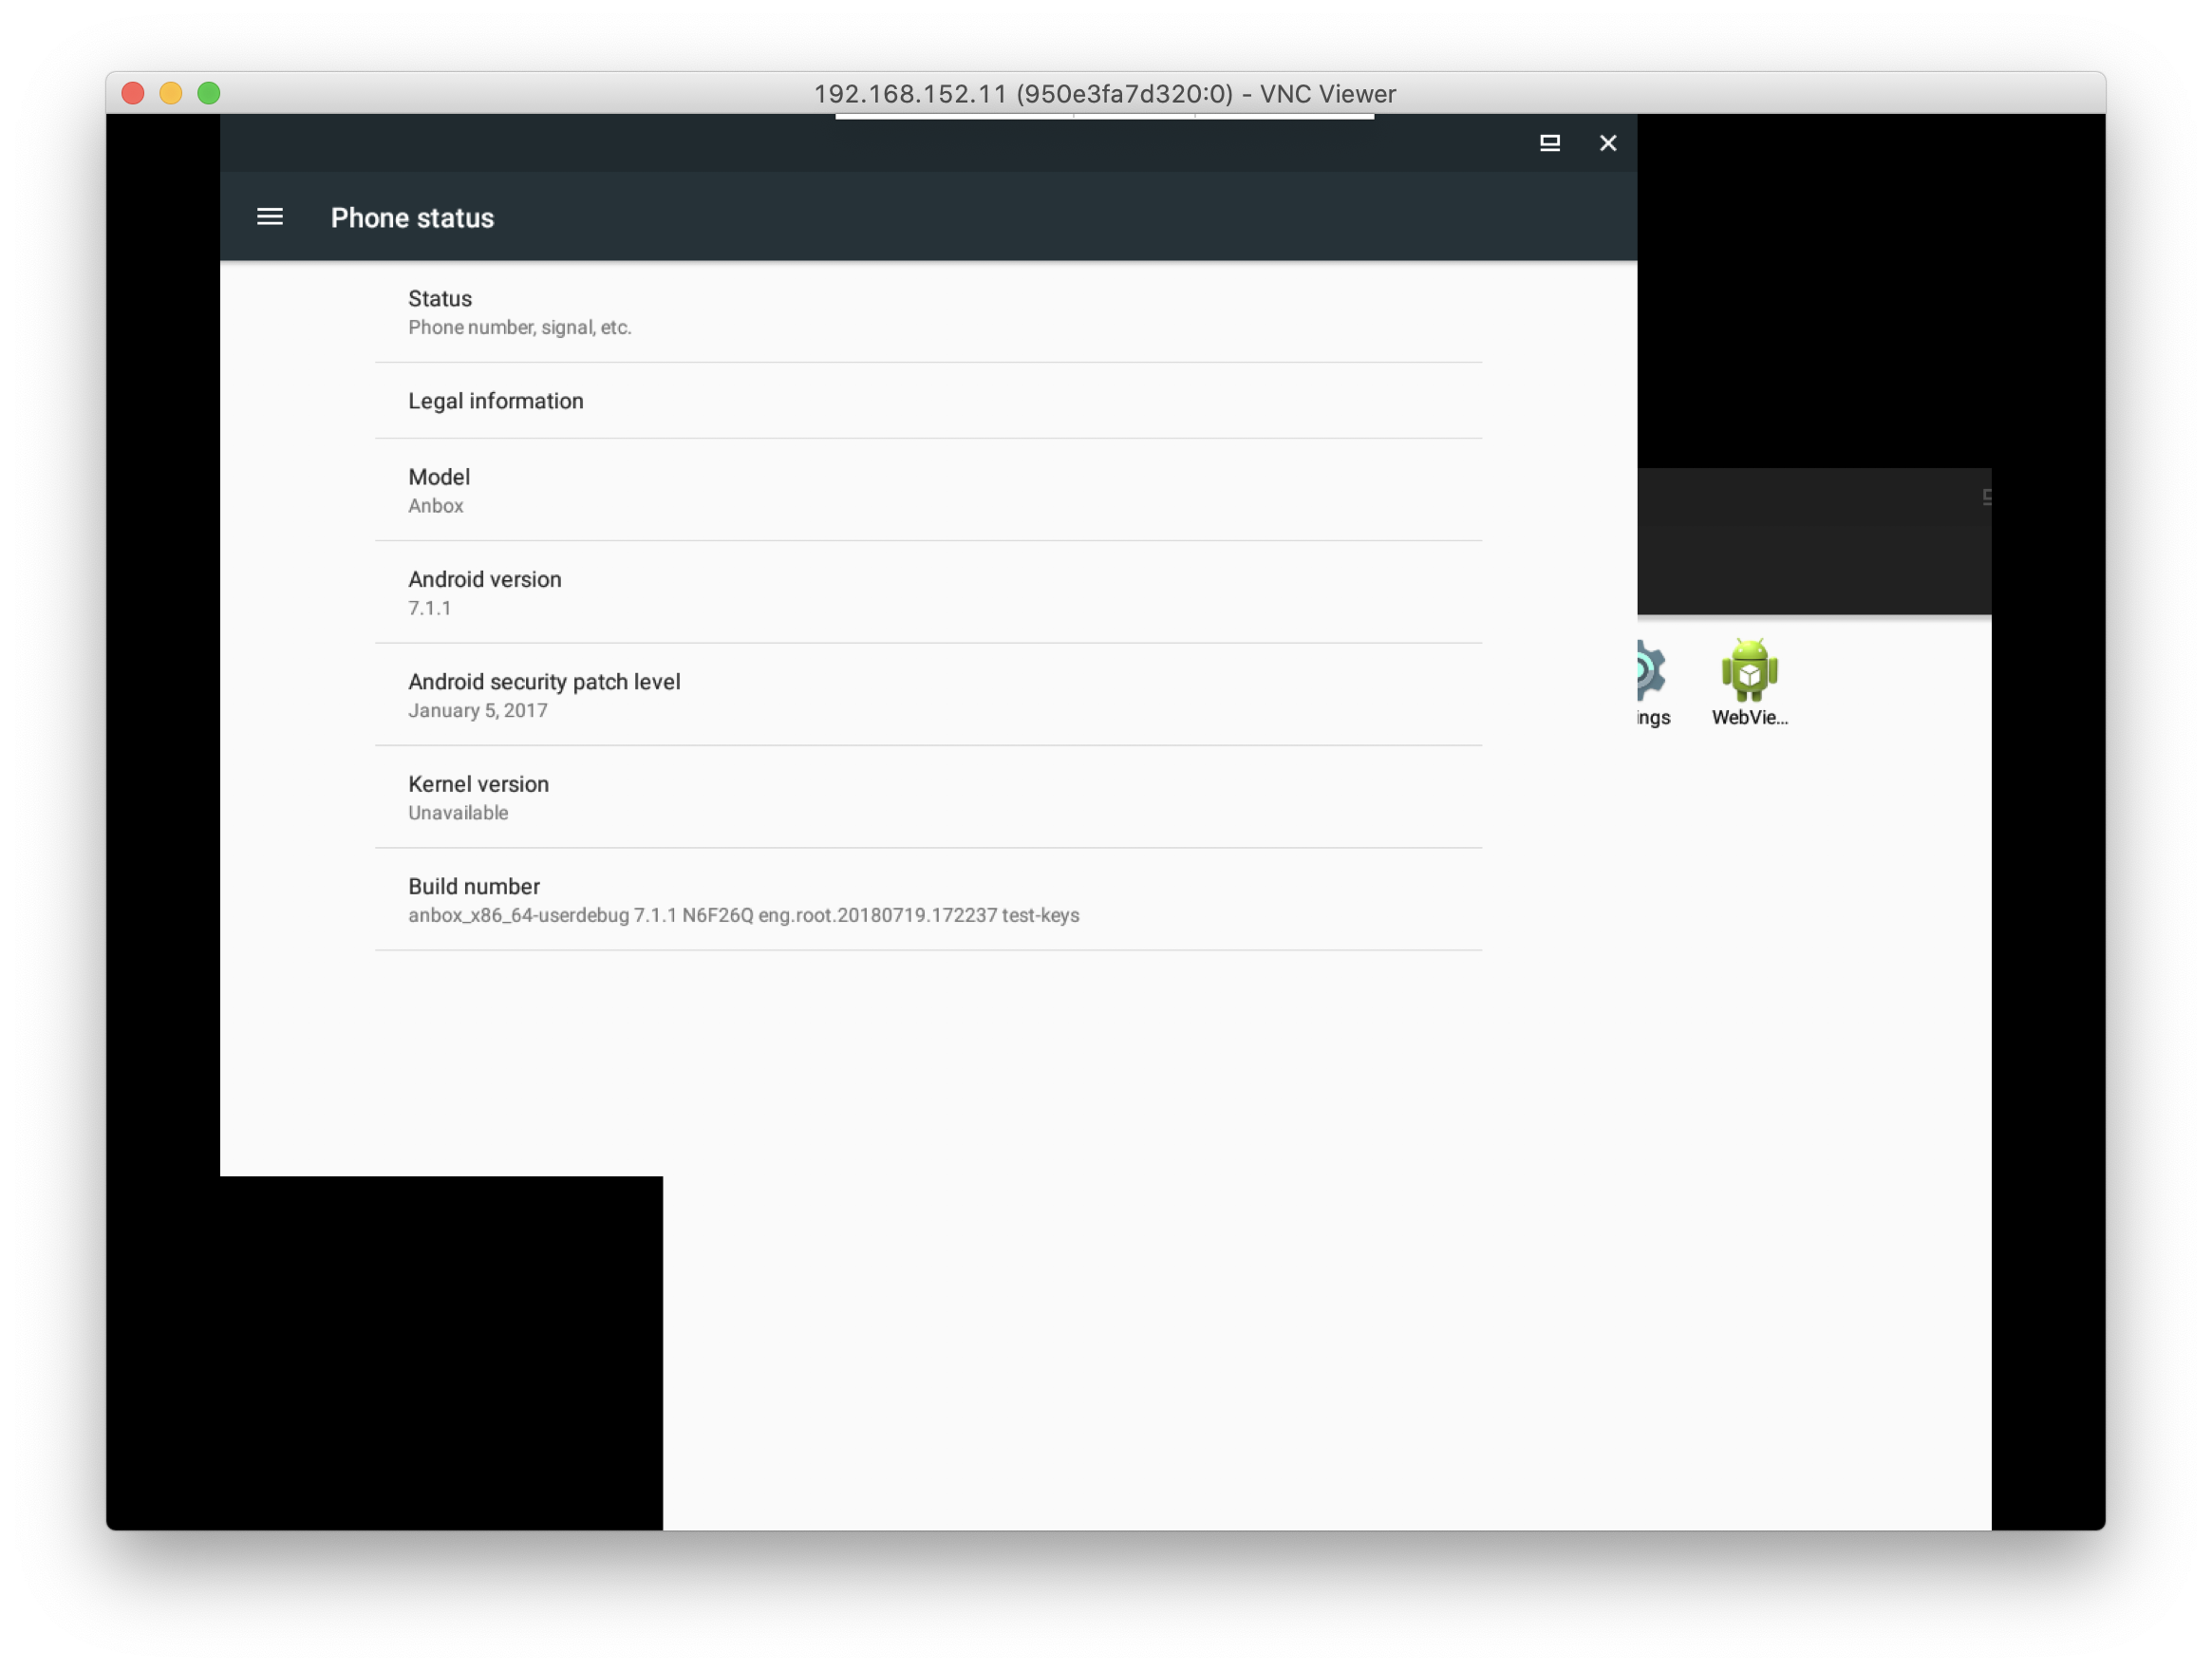 192.168.152.11 (950e3fa7d320:0) - VNC Viewer
Phone status
Status
Phone number, signal, etc.
Legal information
Model
Anbox
Android version
7.1.1
Android security patch level
January 5, 2017
Kernel version
Unavailable
Build number
anbox_x86_64-userdebug 7.1.1 N6F26Q eng.root.20180719.172237 test-keys
ings
WebVie...